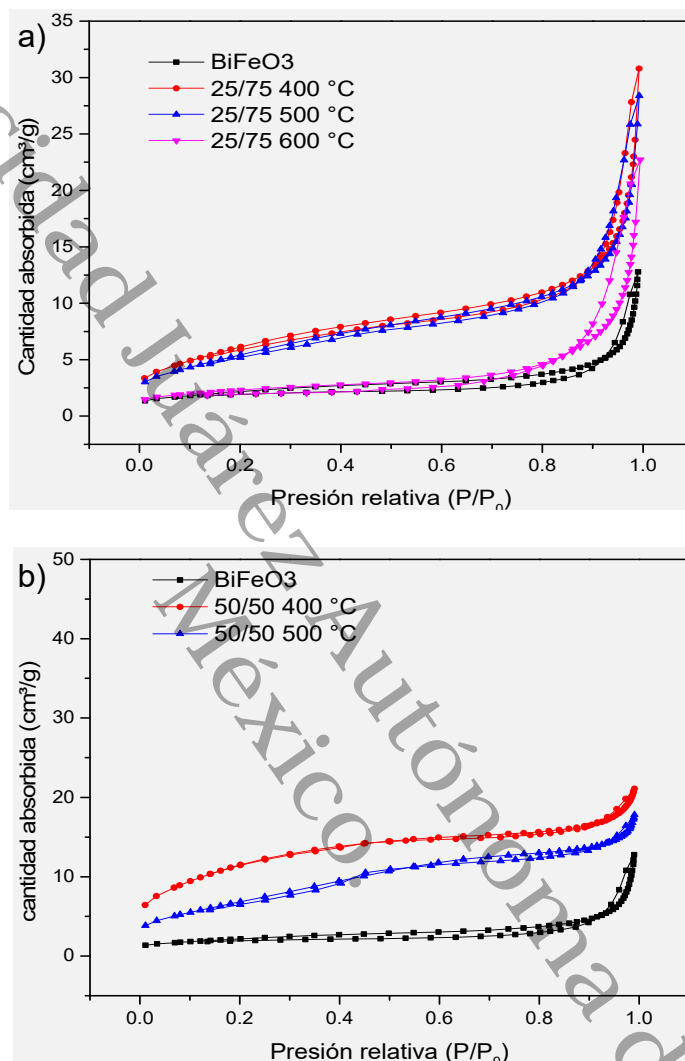 a)
35
30
25
20
15
10
5
0
Cantidad absorbida (cm³/g)
BiFeO3
25/75 400 °C
25/75 500 °C
25/75 600 °C
0.0 0.2 0.4 0.6 0.8 1.0
Presión relativa (P/P₀)
b)
50
40
30
20
10
0
cantidad absorbida (cm³/g)
BiFeO3
50/50 400 °C
50/50 500 °C
0.0 0.2 0.4 0.6 0.8 1.0
Presión relativa (P/P₀)
Juárez Autónoma d
México.